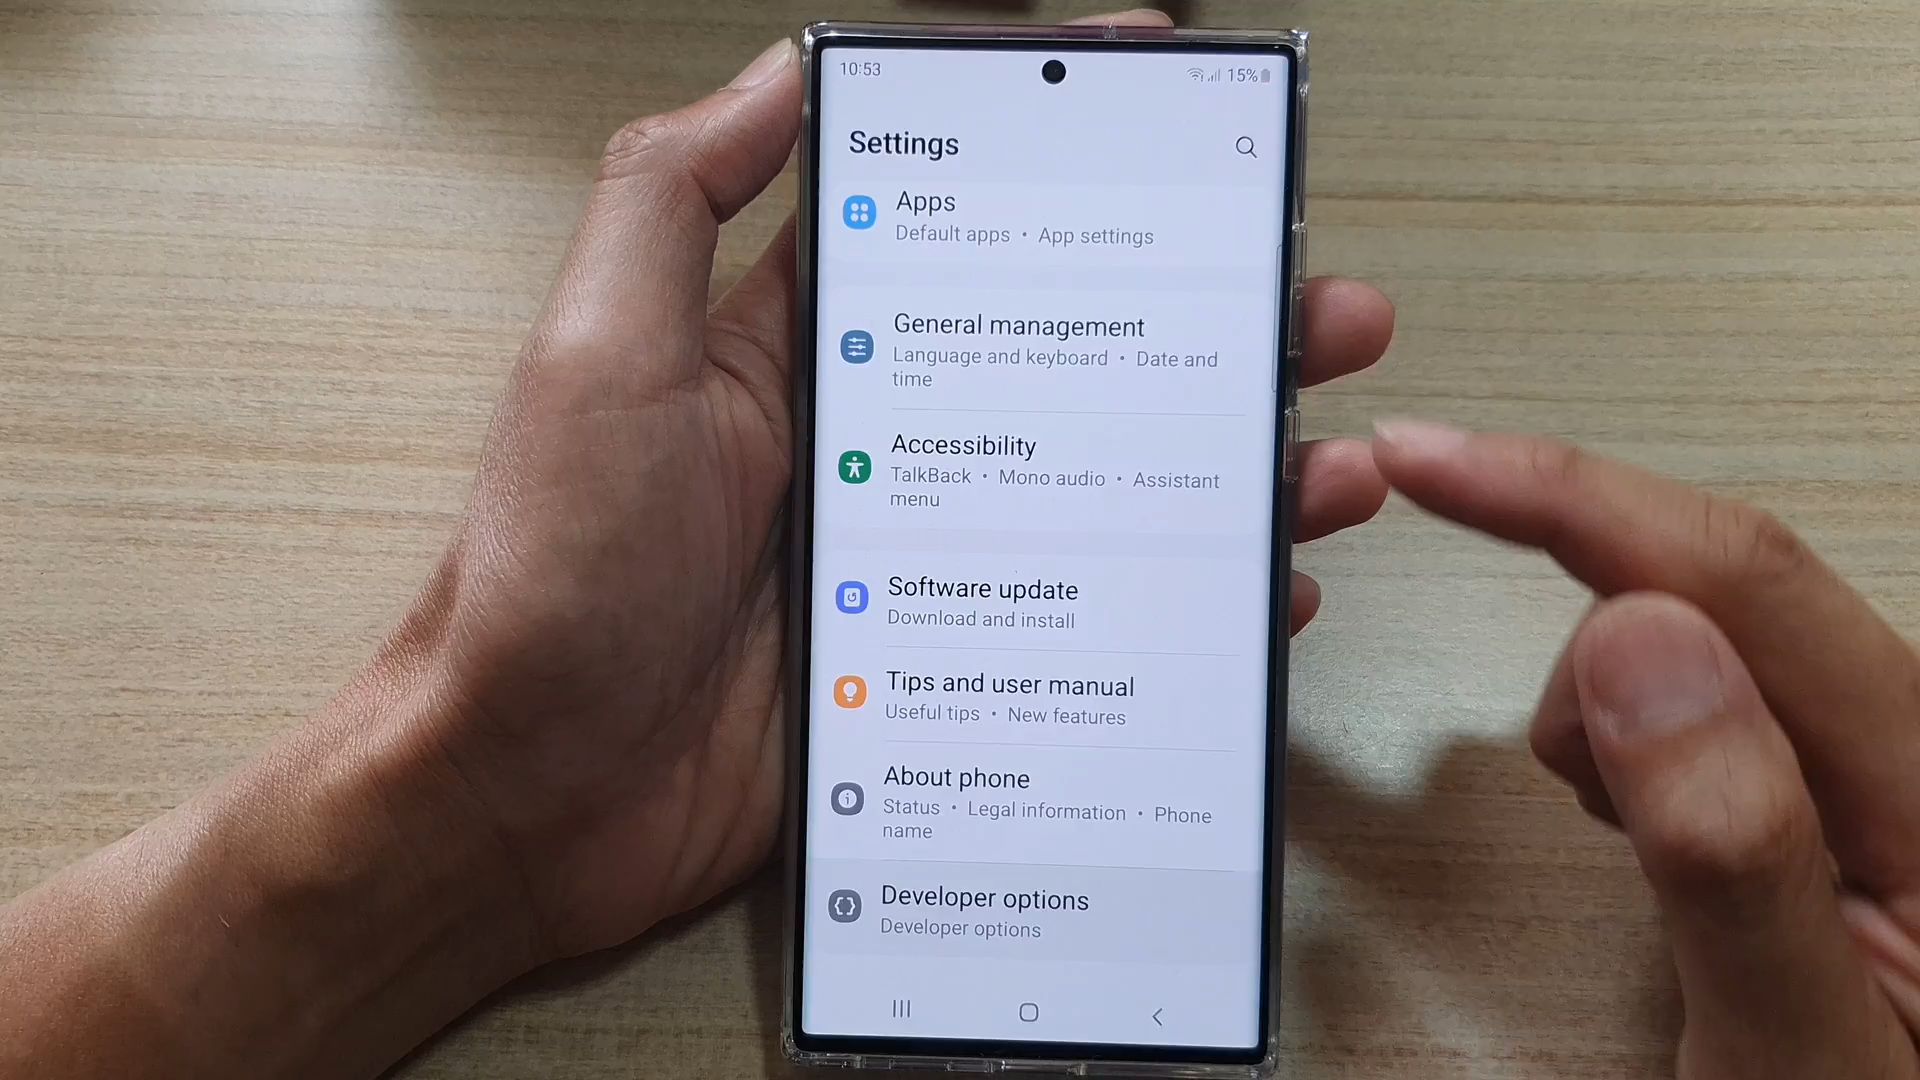 10:53
15%
Settings
Apps
Default apps • App settings
General management
Language and keyboard • Date and
time
Accessibility
TalkBack • Mono audio • Assistant
menu
Software update
Download and install
Tips and user manual
Useful tips • New features
About phone
Status • Legal information • Phone
name
Developer options
Developer options